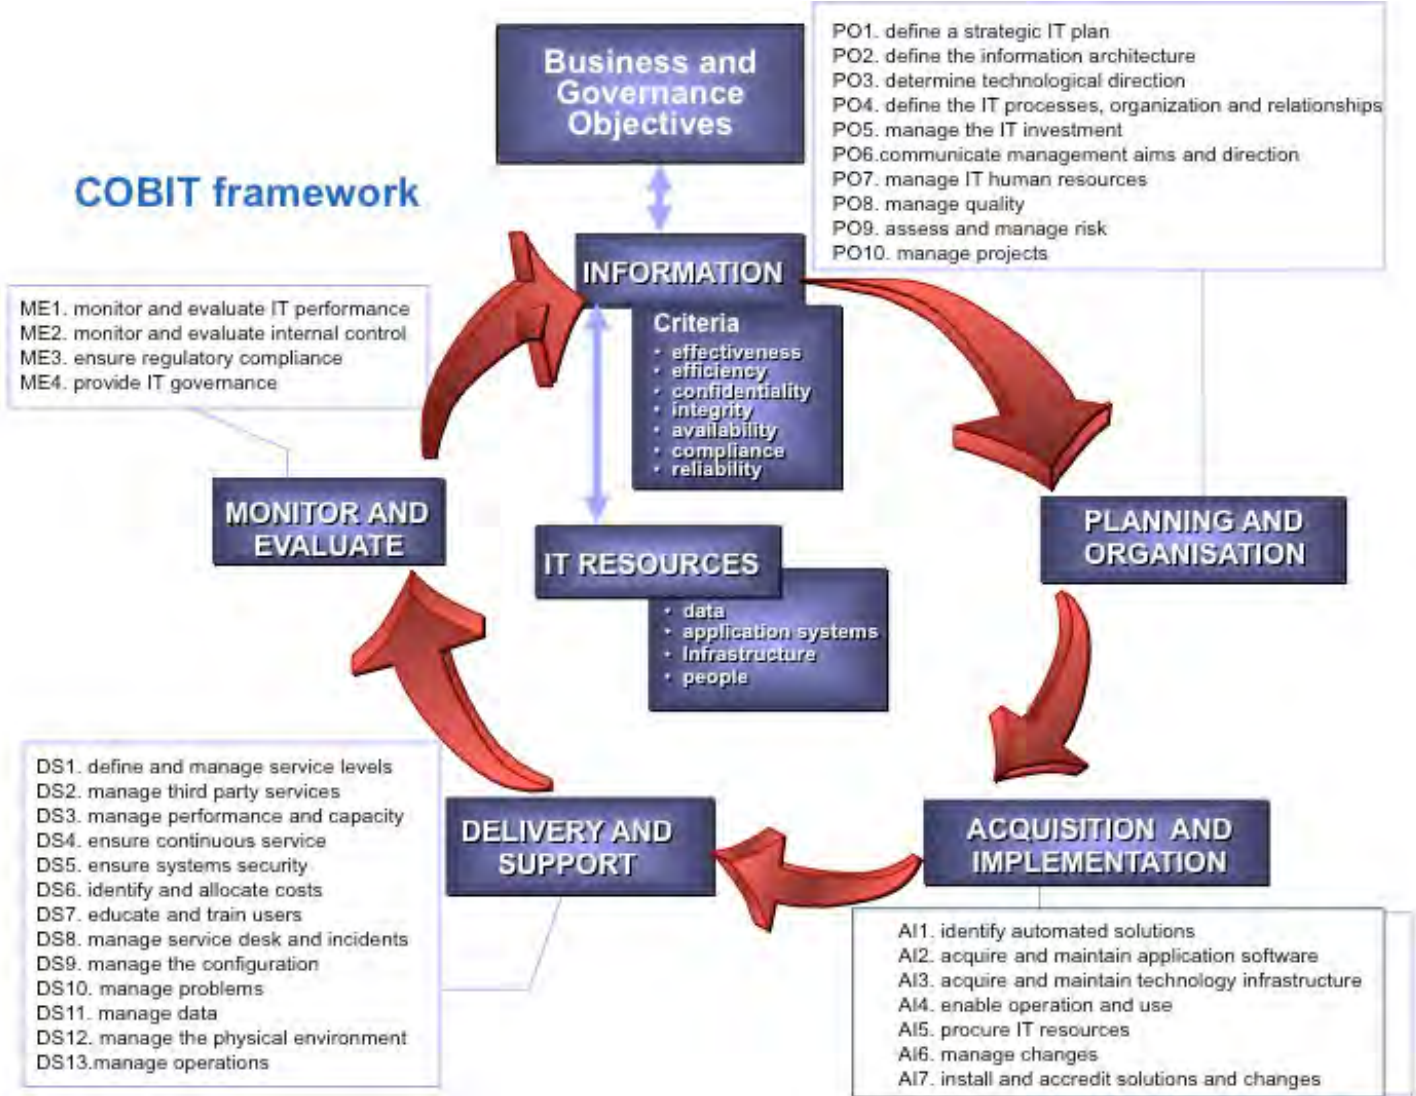 Business and
Governance
Objectives
PO1. define a strategic IT plan
PO2. define the information architecture
PO3. determine technological direction
PO4. define the IT processes, organization and relationships
PO5. manage the IT investment
PO6.communicate management aims and direction
PO7. manage IT human resources
PO8. manage quality
PO9. assess and manage risk
PO10. manage projects
COBIT framework
INFORMATION
Criteria
• effectiveness
• efficiency
• confidentiality
• integrity
• availability
• compliance
• reliability
ME1. monitor and evaluate IT performance
ME2. monitor and evaluate internal control
ME3. ensure regulatory compliance
ME4. provide IT governance
MONITOR AND
EVALUATE
IT RESOURCES
• data
• application systems
• Infrastructure
• people
PLANNING AND
ORGANISATION
DS1. define and manage service levels
DS2. manage third party services
DS3. manage performance and capacity
DS4. ensure continuous service
DS5. ensure systems security
DS6. identify and allocate costs
DS7. educate and train users
DS8. manage service desk and incidents
DS9. manage the configuration
DS10. manage problems
DS11. manage data
DS12. manage the physical environment
DS13.manage operations
DELIVERY AND
SUPPORT
ACQUISITION AND
IMPLEMENTATION
AI1. identify automated solutions
AI2. acquire and maintain application software
AI3. acquire and maintain technology infrastructure
AI4. enable operation and use
AI5. procure IT resources
AI6. manage changes
AI7. install and accredit solutions and changes